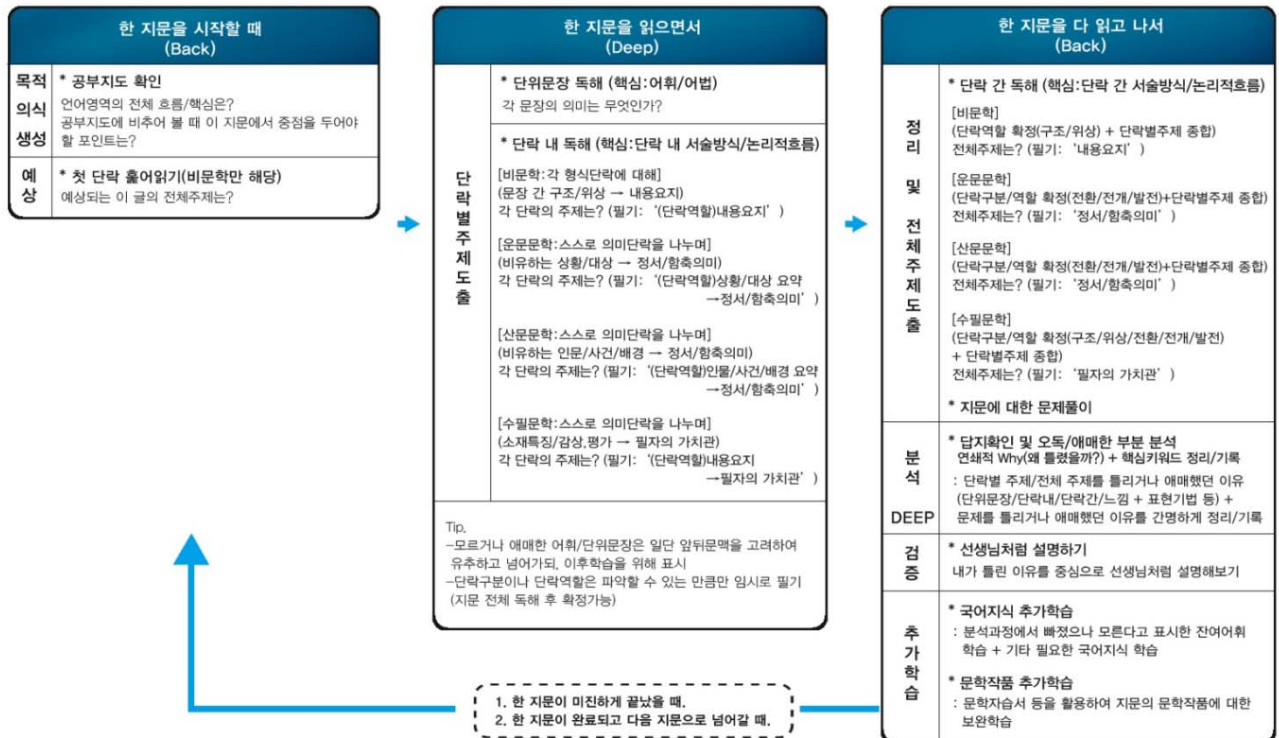 한 지문을 시작할 때
(Back)
목적
의식
생성
* 공부지도 확인
언어영역의 전체 흐름/핵심은?
공부지도에 비추어 볼 때 이 지문에서 중점을 두어야
할 포인트는?
예
상
* 첫 단락 훑어읽기(비문학만 해당)
예상되는 이 글의 전체주제는?
한 지문을 읽으면서
(Deep)
단
락
별
주
제
도
출
* 단위문장 독해 (핵심:어휘/어법)
각 문장의 의미는 무엇인가?
* 단락 내 독해 (핵심:단락 내 서술방식/논리적흐름)
[비문학:각 형식단락에 대해]
(문장 간 구조/위상 → 내용요지)
각 단락의 주제는? (필기: ‘(단락역할)내용요지’ )
[운문문학:스스로 의미단락을 나누며]
(비유하는 상황/대상 → 정서/함축의미)
각 단락의 주제는? (필기: ‘(단락역할)상황/대상 요약
→정서/함축의미’ )
[산문문학:스스로 의미단락을 나누며]
(비유하는 인문/사건/배경 → 정서/함축의미)
각 단락의 주제는? (필기: ‘(단락역할)인물/사건/배경 요약
→정서/함축의미’ )
[수필문학:스스로 의미단락을 나누며]
(소재특징/감상,평가 → 필자의 가치관)
각 단락의 주제는? (필기: ‘(단락역할)내용요지
→필자의 가치관’ )
Tip.
-모르거나 애매한 어휘/단위문장은 일단 앞뒤문맥을 고려하여
유추하고 넘어가되, 이후학습을 위해 표시
-단락구분이나 단락역할은 파악할 수 있는 만큼만 임시로 필기
(지문 전체 독해 후 확정가능)
한 지문을 다 읽고 나서
(Back)
정
리
및
전
체
주
제
도
출
* 단락 간 독해 (핵심:단락 간 서술방식/논리적흐름)
[비문학]
(단락역할 확정(구조/위상) + 단락별주제 종합)
전체주제는? (필기: ‘내용요지’ )
[운문문학]
(단락구분/역할 확정(전환/전개/발전)+단락별주제 종합)
전체주제는? (필기: ‘정서/함축의미’ )
[산문문학]
(단락구분/역할 확정(전환/전개/발전)+단락별주제 종합)
전체주제는? (필기: ‘정서/함축의미’ )
[수필문학]
(단락구분/역할 확정(구조/위상/전환/전개/발전)
+ 단락별주제 종합)
전체주제는? (필기: ‘필자의 가치관’ )
* 지문에 대한 문제풀이
분
석
DEEP
* 답지확인 및 오독/애매한 부분 분석
연쇄적 Why(왜 틀렸을까?) + 핵심키워드 정리/기록
: 단락별 주제/전체 주제를 틀리거나 애매했던 이유
(단위문장/단락내/단락간/느낌 + 표현기법 등) +
문제를 틀리거나 애매했던 이유를 간명하게 정리/기록
검
증
* 선생님처럼 설명하기
내가 틀린 이유를 중심으로 선생님처럼 설명해보기
추
가
학
습
* 국어지식 추가학습
: 분석과정에서 빠졌으나 모른다고 표시한 잔여어휘
학습 + 기타 필요한 국어지식 학습
* 문학작품 추가학습
: 문학자습서 등을 활용하여 지문의 문학작품에 대한
보완학습
1. 한 지문이 미진하게 끝났을 때.
2. 한 지문이 완료되고 다음 지문으로 넘어갈 때.